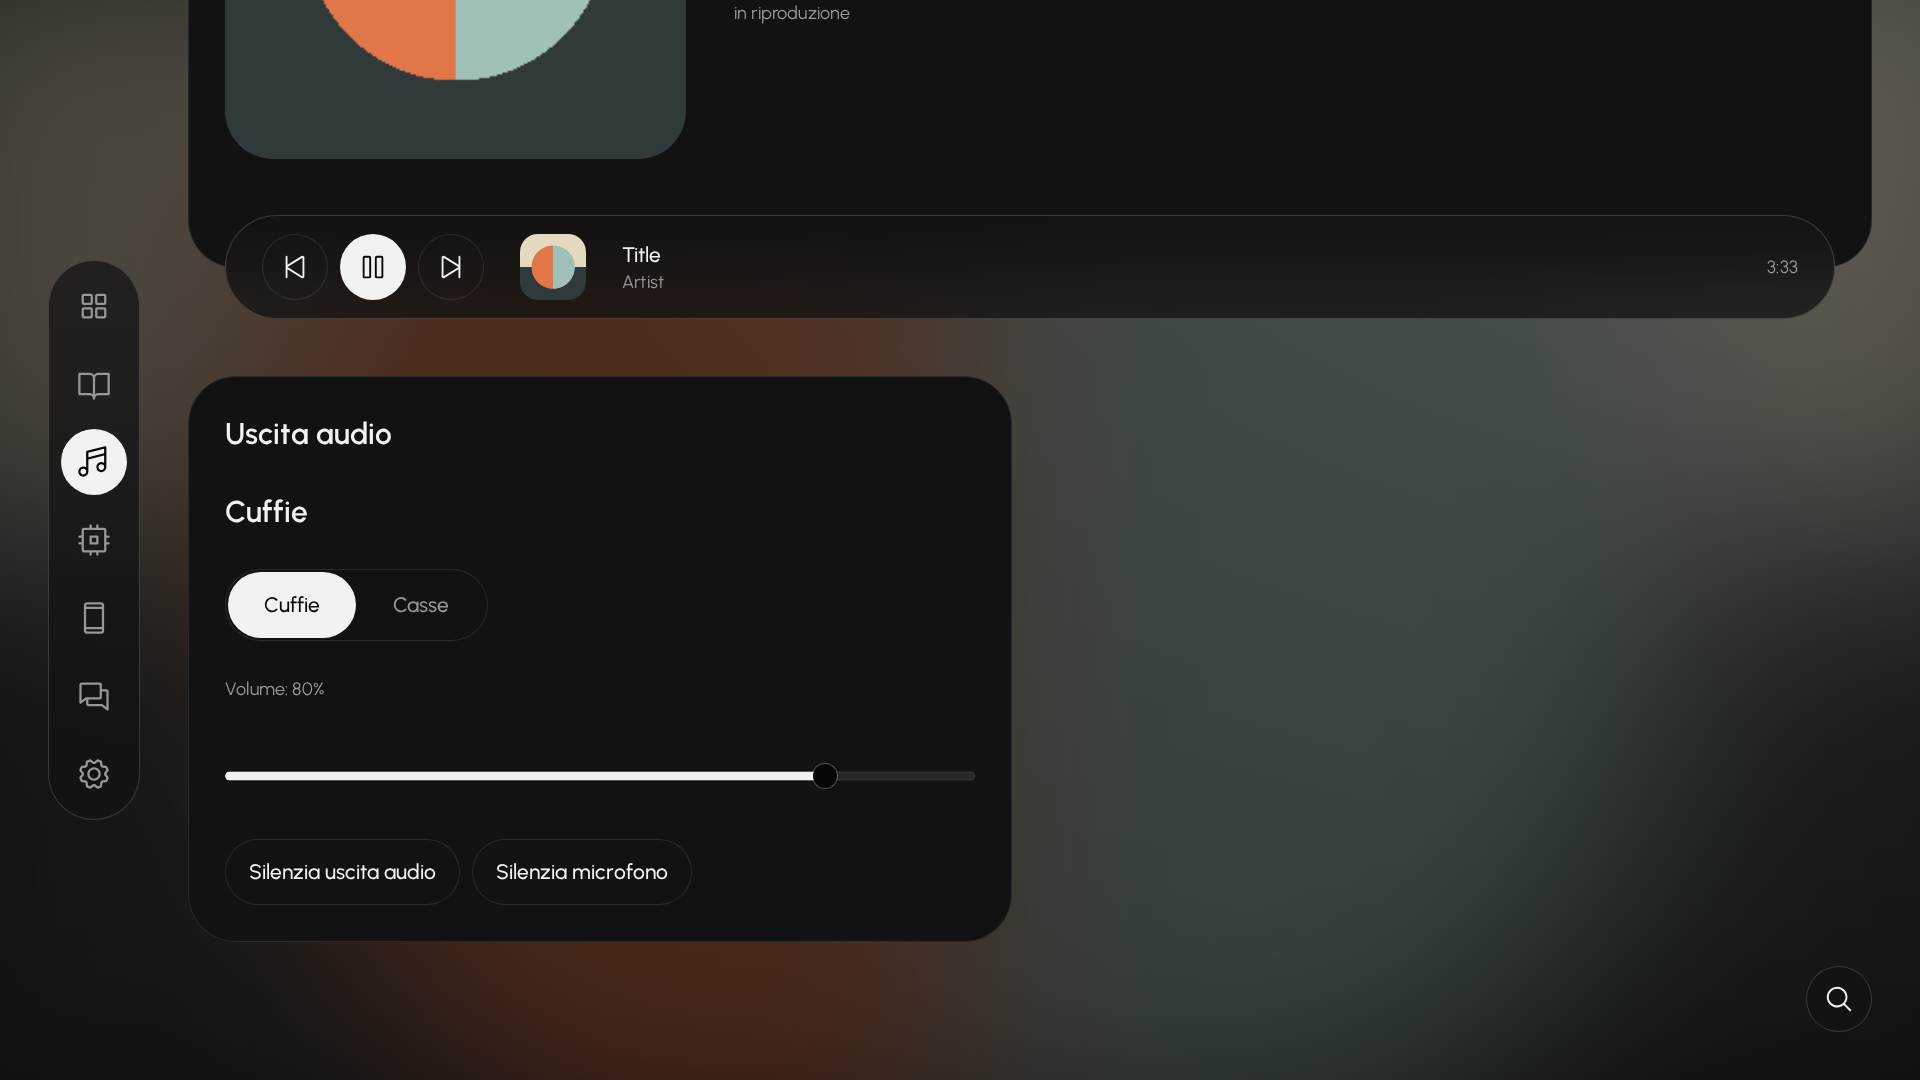 in riproduzione
Title
Artist
3:33
Uscita audio
Cuffie
Cuffie
Casse
Volume: 80%
Silenzia uscita audio
Silenzia microfono